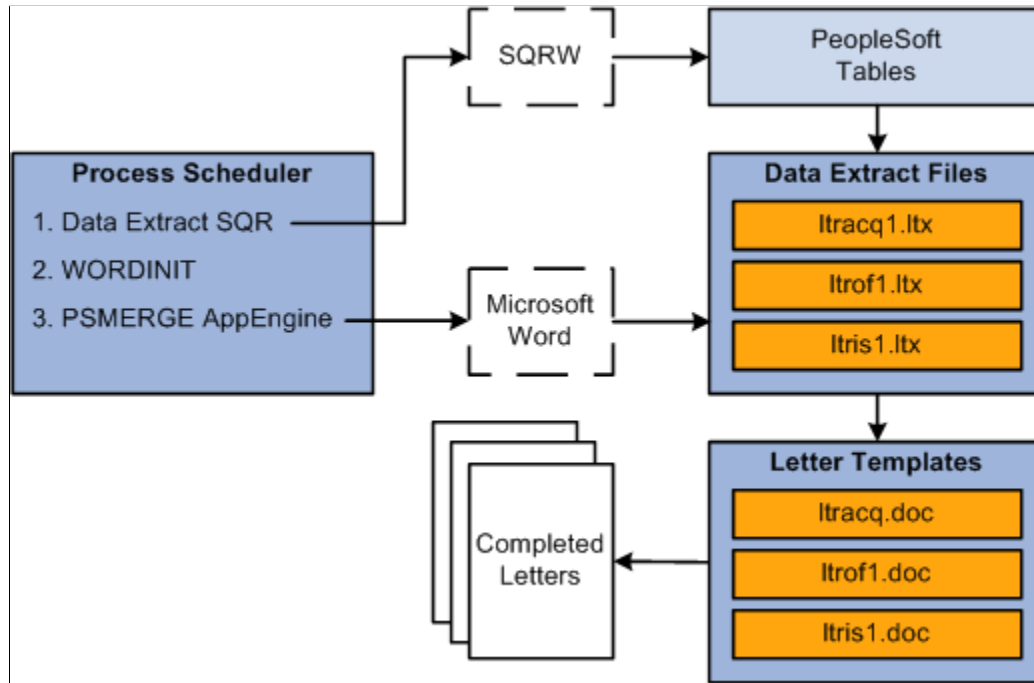 SQRW
PeopleSoft
Tables
Process Scheduler
1. Data Extract SQR
2. WORDINIT
3. PSMERGE AppEngine
Microsoft
Word
Data Extract Files
ltracq1.ltx
ltrof1.ltx
ltris1.ltx
Letter Templates
ltracq.doc
ltrof1.doc
ltris1.doc
Completed
Letters